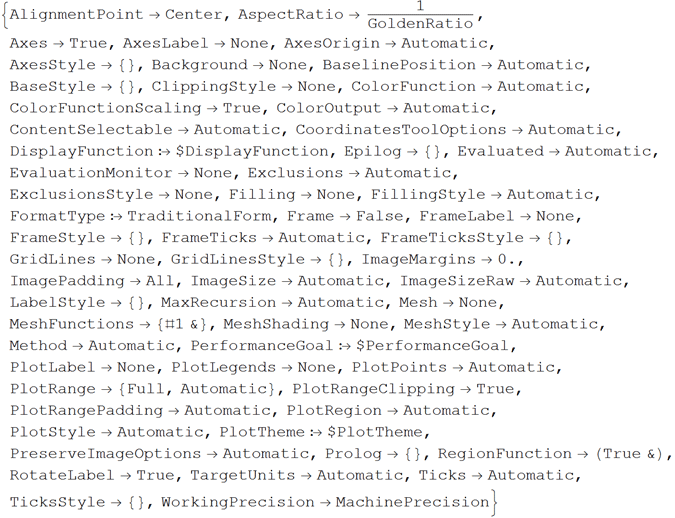 {AlignmentPoint → Center, AspectRatio → 1/GoldenRatio,
Axes → True, AxesLabel → None, AxesOrigin → Automatic,
AxesStyle → {}, Background → None, BaselinePosition → Automatic,
BaseStyle → {}, ClippingStyle → None, ColorFunction → Automatic,
ColorFunctionScaling → True, ColorOutput → Automatic,
ContentSelectable → Automatic, CoordinatesToolOptions → Automatic,
DisplayFunction :→ $DisplayFunction, Epilog → {}, Evaluated → Automatic,
EvaluationMonitor → None, Exclusions → Automatic,
ExclusionsStyle → None, Filling → None, FillingStyle → Automatic,
FormatType :→ TraditionalForm, Frame → False, FrameLabel → None,
FrameStyle → {}, FrameTicks → Automatic, FrameTicksStyle → {},
GridLines → None, GridLinesStyle → {}, ImageMargins → 0.,
ImagePadding → All, ImageSize → Automatic, ImageSizeRaw → Automatic,
LabelStyle → {}, MaxRecursion → Automatic, Mesh → None,
MeshFunctions → {#1 &}, MeshShading → None, MeshStyle → Automatic,
Method → Automatic, PerformanceGoal :→ $PerformanceGoal,
PlotLabel → None, PlotLegends → None, PlotPoints → Automatic,
PlotRange → {Full, Automatic}, PlotRangeClipping → True,
PlotRangePadding → Automatic, PlotRegion → Automatic,
PlotStyle → Automatic, PlotTheme :→ $PlotTheme,
PreserveImageOptions → Automatic, Prolog → {}, RegionFunction → (True &),
RotateLabel → True, TargetUnits → Automatic, Ticks → Automatic,
TicksStyle → {}, WorkingPrecision → MachinePrecision}